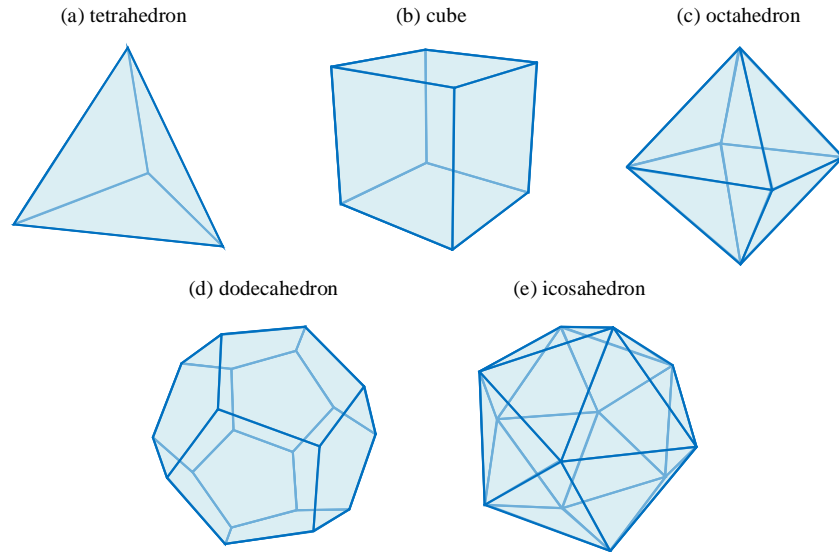 (a) tetrahedron
(b) cube
(c) octahedron
(d) dodecahedron
(e) icosahedron